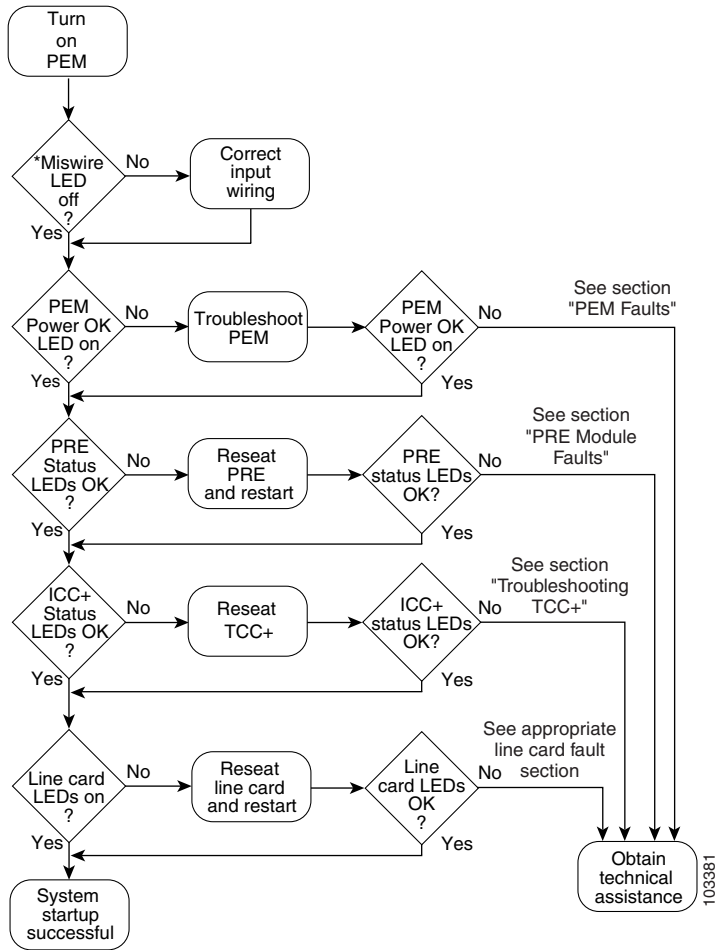 Turn
on
PEM
*Miswire
LED
off
?
No
Correct
input
wiring
Yes
PEM
Power OK
LED on
?
No
Troubleshoot
PEM
PEM
Power OK
LED on
?
No
See section
"PEM Faults"
Yes
Yes
PRE
Status
LEDs OK
?
No
Reseat
PRE
and restart
PRE
status LEDs
OK?
No
See section
"PRE Module
Faults"
Yes
Yes
ICC+
Status
LEDs OK
?
No
Reseat
TCC+
ICC+
status LEDs
OK?
No
See section
"Troubleshooting
TCC+"
Yes
Yes
Line card
LEDs on
?
No
Reseat
line card
and restart
Line
card LEDs
OK
?
No
See appropriate
line card fault
section
Yes
Yes
System
startup
successful
Obtain
technical
assistance
103381